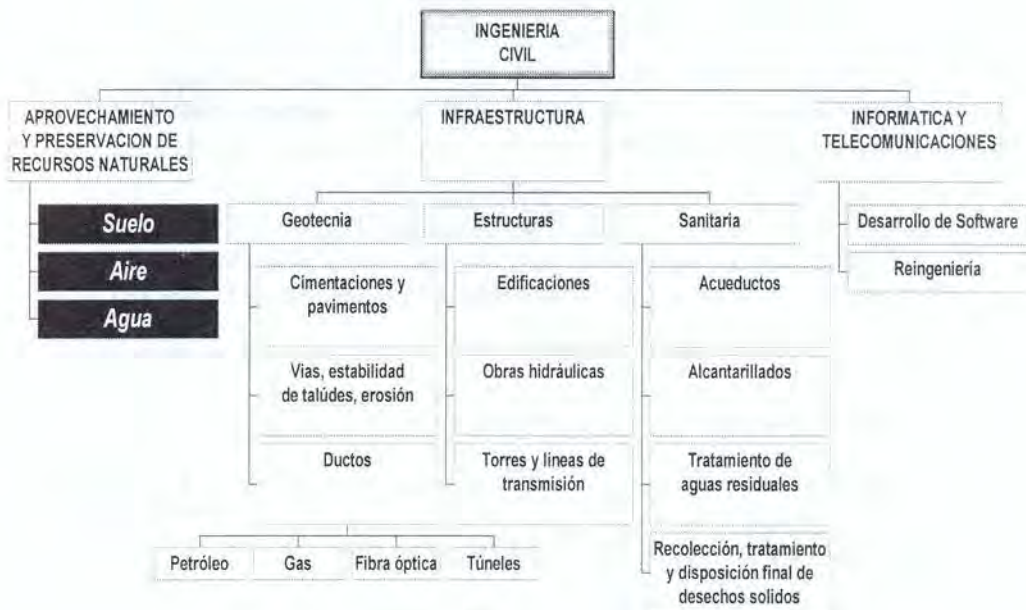 INGENIERIA
CIVIL
APROVECHAMIENTO
Y PRESERVACION DE
RECURSOS NATURALES
INFRAESTRUCTURA
INFORMATICA Y
TELECOMUNICACIONES
Suelo
Aire
Agua
Geotecnia
Estructuras
Sanitaria
Desarrollo de Software
Reingeniería
Cimentaciones y
pavimentos
Edificaciones
Acueductos
Vias, estabilidad
de talúdes, erosión
Obras hidráulicas
Alcantarillados
Ductos
Torres y lineas de
transmisión
Tratamiento de
aguas residuales
Petróleo
Gas
Fibra óptica
Túneles
Recolección, tratamiento
y disposición final de
desechos solidos